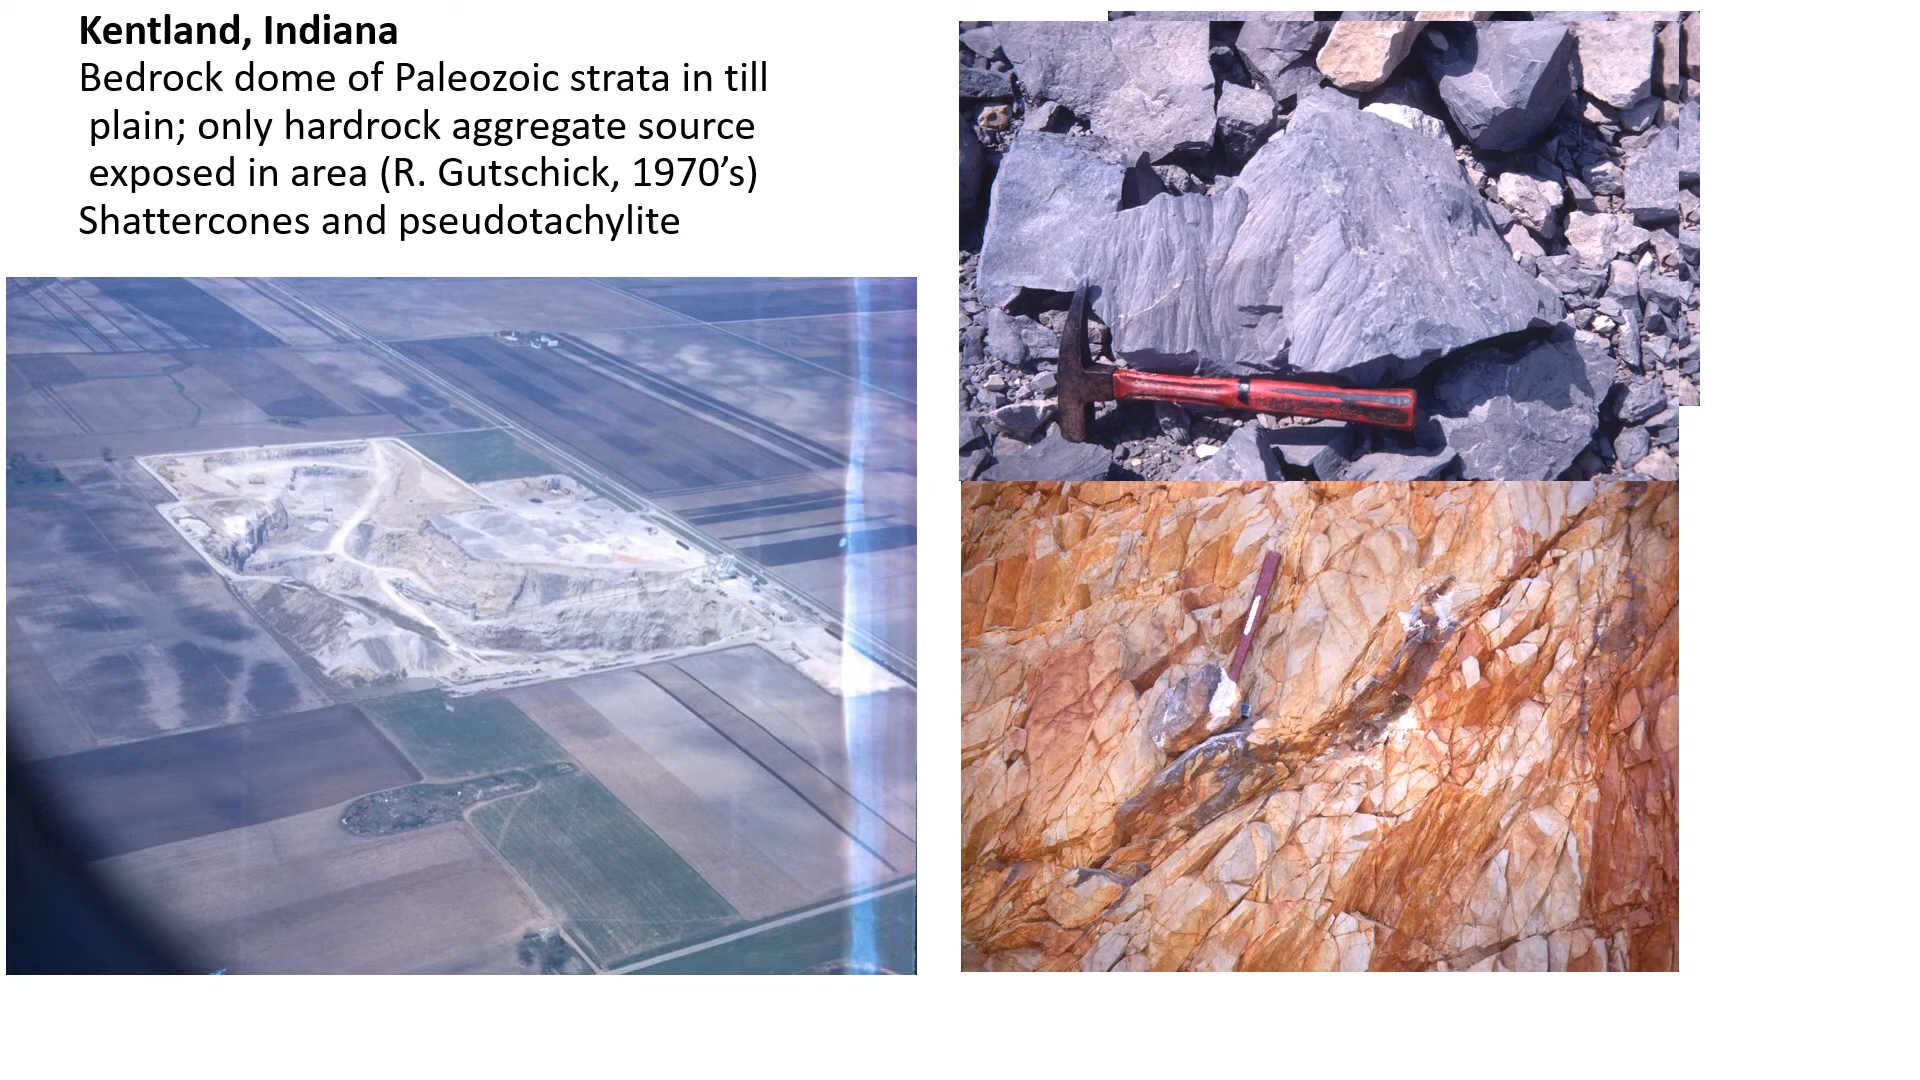 Kentland, Indiana
Bedrock dome of Paleozoic strata in till
plain; only hardrock aggregate source
exposed in area (R. Gutschick, 1970’s)
Shattercones and pseudotachylite